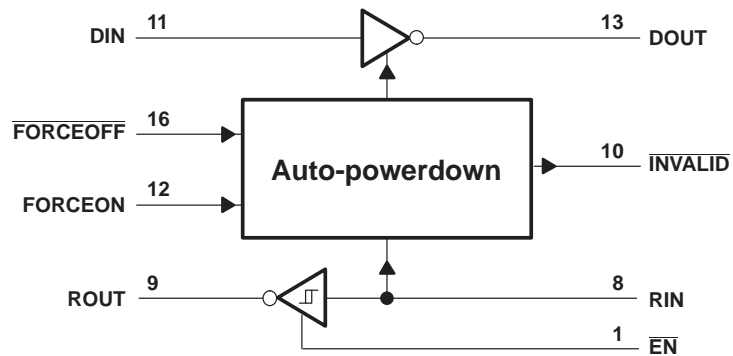 DIN 11 13 DOUT
FORCEOFF 16
Auto-powerdown
10 INVALID
FORCEON 12
ROUT 9 8 RIN
1 EN